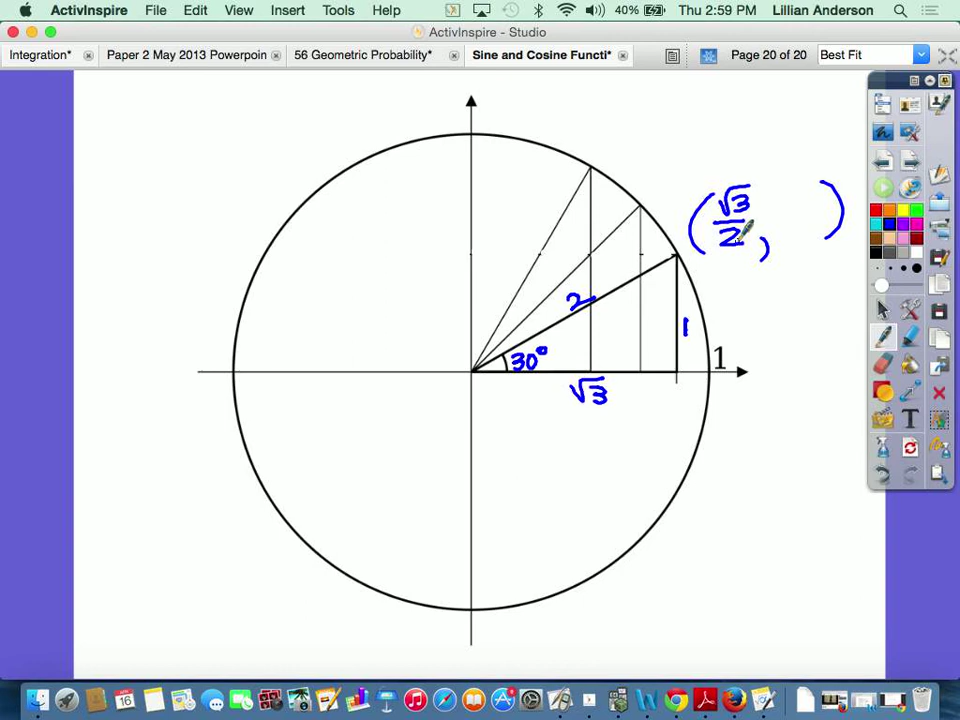 ActivInspire File Edit View Insert Tools Help 40% Thu 2:59 PM Lillian Anderson
ActivInspire - Studio
Integration* Paper 2 May 2013 Powerpoin 56 Geometric Probability* Sine and Cosine Functi* Page 20 of 20 Best Fit
(√3/2, )
2
1
30°
1
√3